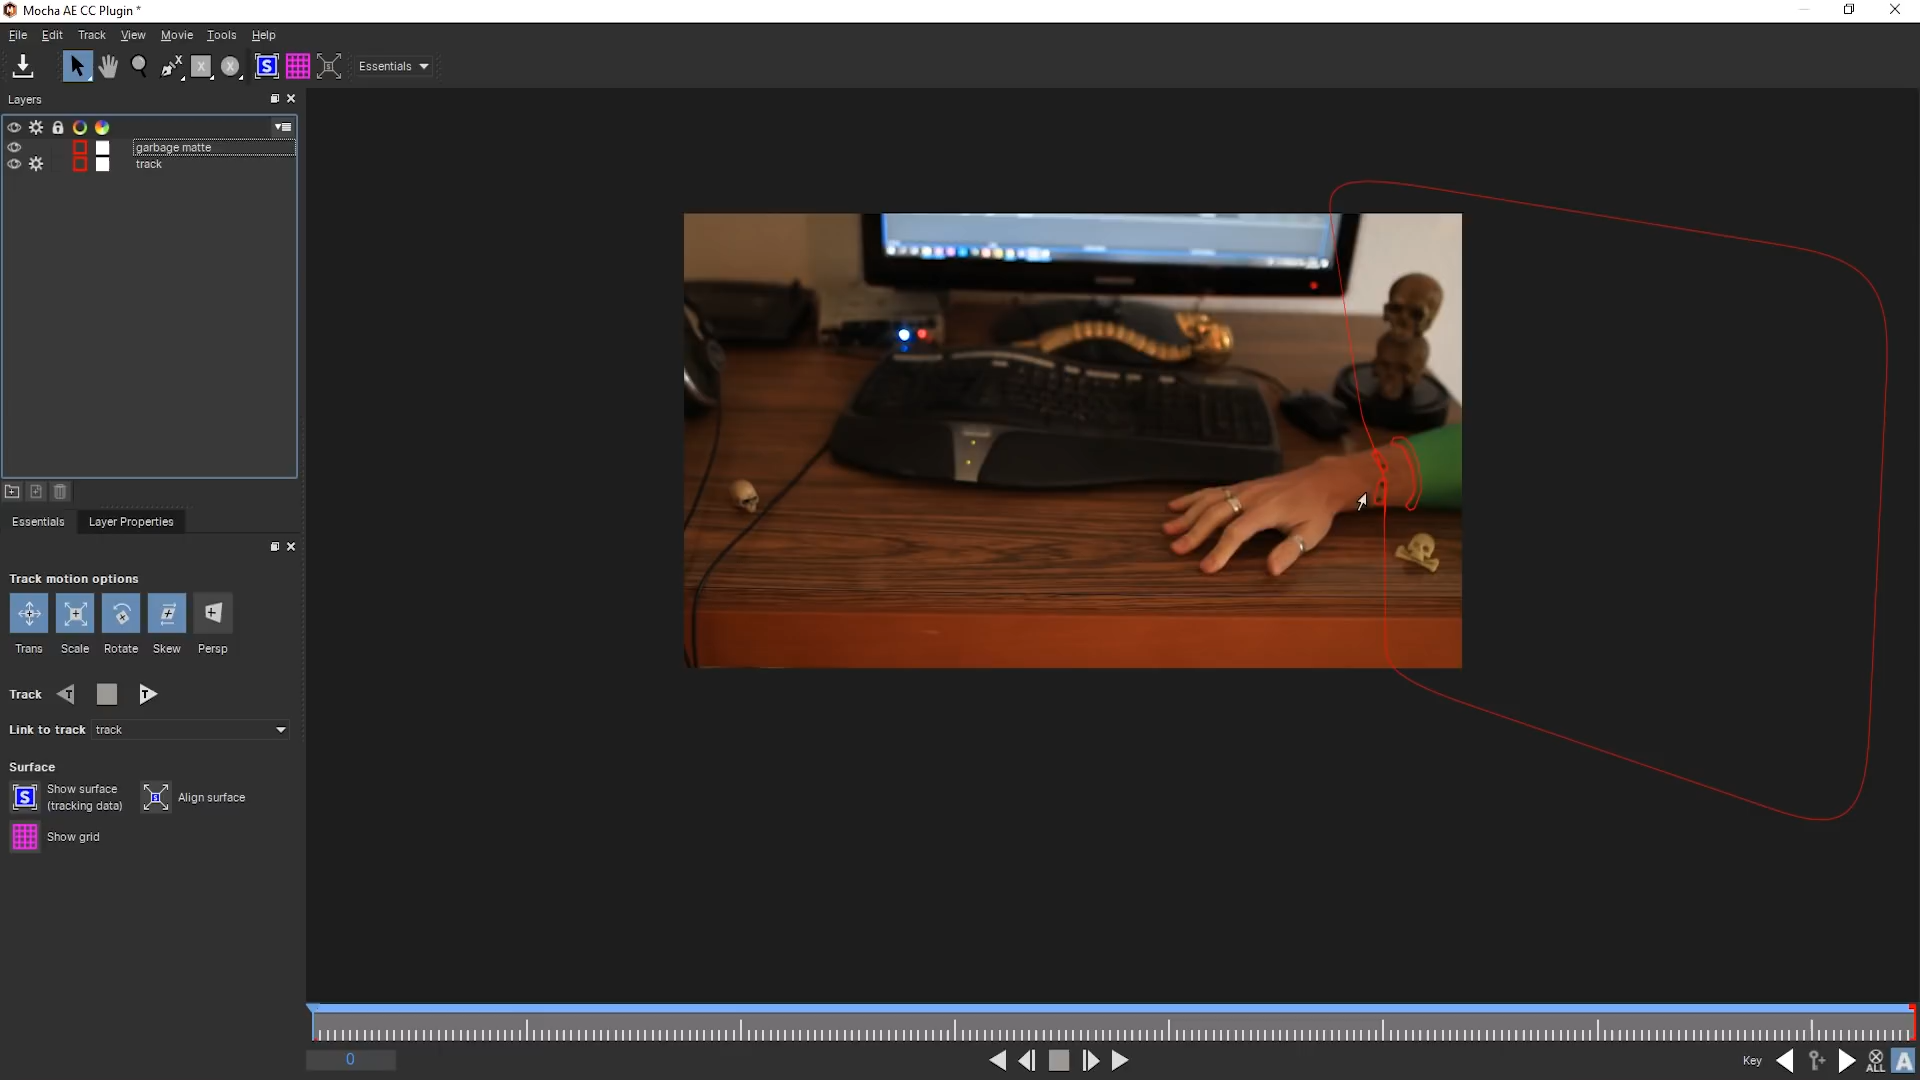 Mocha AE CC Plugin *
File Edit Track View Movie Tools Help
Essentials
Layers
garbage matte
track
Essentials Layer Properties
Track motion options
Trans Scale Rotate Skew Persp
Track
Link to track track
Surface
Show surface
(tracking data)
Align surface
Show grid
0
Key
ALL